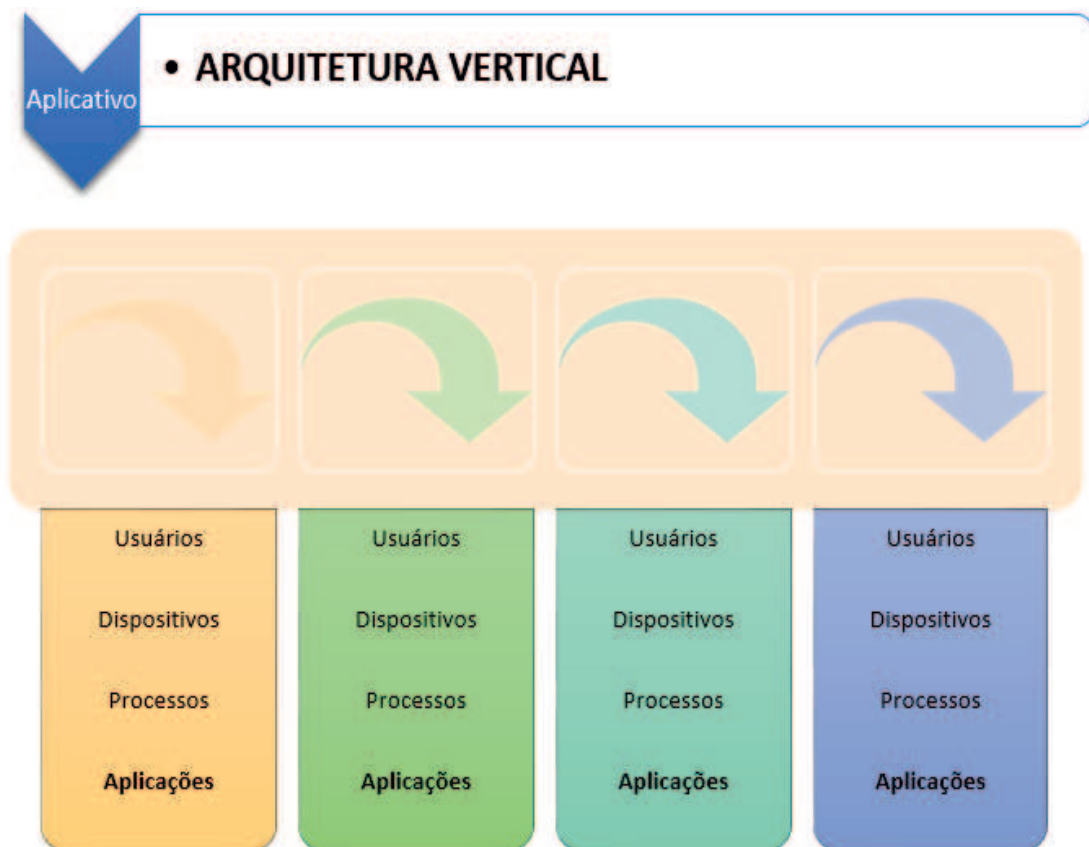 • ARQUITETURA VERTICAL
Aplicativo
Usuários Usuários Usuários Usuários
Dispositivos Dispositivos Dispositivos Dispositivos
Processos Processos Processos Processos
Aplicações Aplicações Aplicações Aplicações